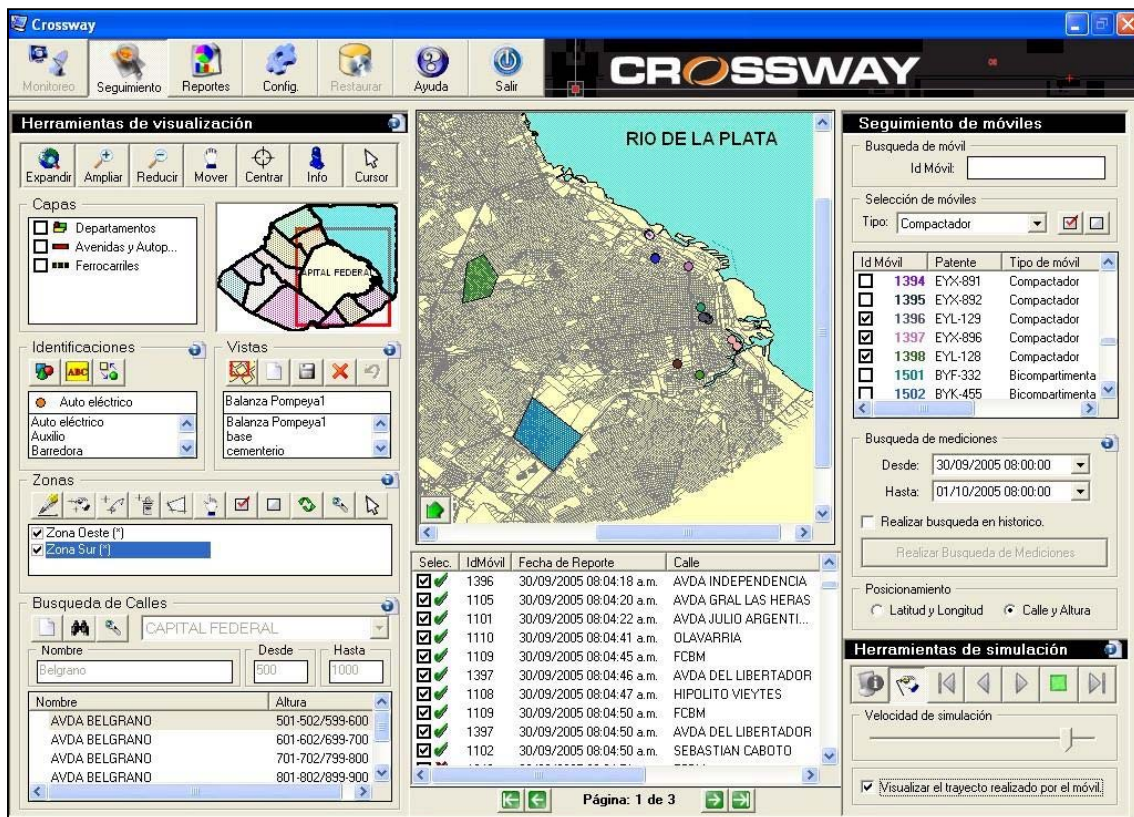 Crossway
Monitoreo
Seguimiento
Reportes
Config.
Restaurar
Ayuda
Salir
CROSSWAY
Herramientas de visualización
Expandir
Ampliar
Reducir
Mover
Centrar
Info
Cursor
Capas
Departamentos
Avenidas y Autop...
Ferrocarriles
CAPITAL FEDERAL
Identificaciones
ABC
Auto eléctrico
Auto eléctrico
Auxilio
Barredora
Vistas
Balanza Pompeya1
Balanza Pompeya1
base
cementerio
Zonas
Zona Oeste (*)
Zona Sur (*)
Busqueda de Calles
CAPITAL FEDERAL
Nombre
Desde
Hasta
Belgrano
500
1000
Nombre Altura
AVDA BELGRANO 501-502/599-600
AVDA BELGRANO 601-602/699-700
AVDA BELGRANO 701-702/799-800
AVDA BELGRANO 801-802/899-900
RIO DE LA PLATA
Selec. IdMóvil Fecha de Reporte Calle
1396 30/09/2005 08:04:18 a.m. AVDA INDEPENDENCIA
1105 30/09/2005 08:04:20 a.m. AVDA GRAL LAS HERAS
1101 30/09/2005 08:04:22 a.m. AVDA JULIO ARGENTI...
1110 30/09/2005 08:04:41 a.m. OLAVARRIA
1109 30/09/2005 08:04:45 a.m. FCBM
1397 30/09/2005 08:04:46 a.m. AVDA DEL LIBERTADOR
1108 30/09/2005 08:04:47 a.m. HIPOLITO VIEYTES
1109 30/09/2005 08:04:50 a.m. FCBM
1397 30/09/2005 08:04:50 a.m. AVDA DEL LIBERTADOR
1102 30/09/2005 08:04:50 a.m. SEBASTIAN CABOTO
Página: 1 de 3
Seguimiento de móviles
Busqueda de móvil
Id Móvil:
Selección de móviles
Tipo: Compactador
Id Móvil Patente Tipo de móvil
1394 EYX-891 Compactador
1395 EYX-892 Compactador
1396 EYL-129 Compactador
1397 EYX-896 Compactador
1398 EYL-128 Compactador
1501 BYF-332 Bicompartimenta
1502 BYK-455 Bicompartimenta
Busqueda de mediciones
Desde: 30/09/2005 08:00:00
Hasta: 01/10/2005 08:00:00
Realizar busqueda en historico.
Realizar Busqueda de Mediciones
Posicionamiento
Latitud y Longitud
Calle y Altura
Herramientas de simulación
Velocidad de simulación
Visualizar el trayecto realizado por el móvil.